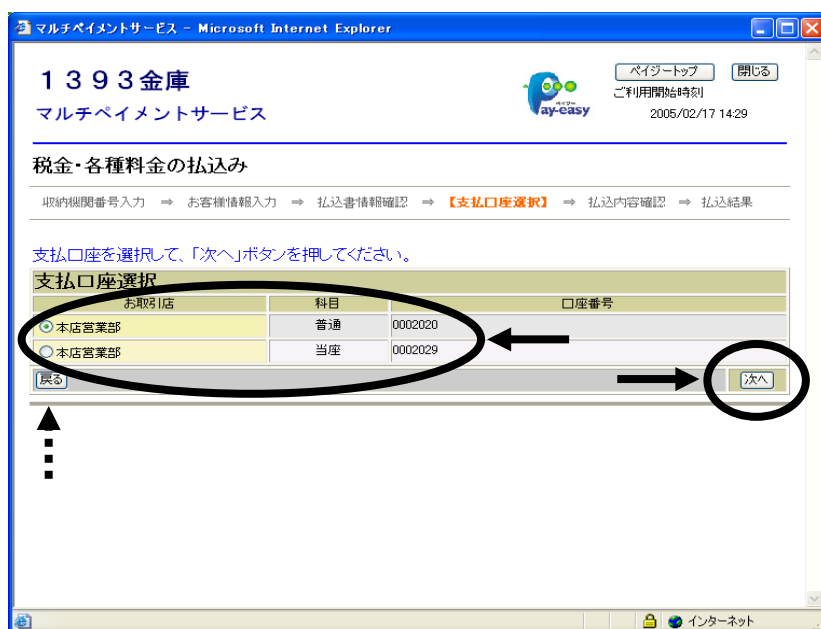 マルチペイメントサービス - Microsoft Internet Explorer
1393金庫
マルチペイメントサービス
ペイジー
Pay-easy
ペイジートップ 閉じる
ご利用開始時刻
2005/02/17 14:29
税金・各種料金の払込み
収納機関番号入力 ⇒ お客様情報入力 ⇒ 払込書情報確認 ⇒ 【支払口座選択】 ⇒ 払込内容確認 ⇒ 払込結果
支払口座を選択して、「次へ」ボタンを押してください。
支払口座選択
お取引店 科目 口座番号
本店営業部 普通 0002020
本店営業部 当座 0002029
戻る 次へ
インターネット